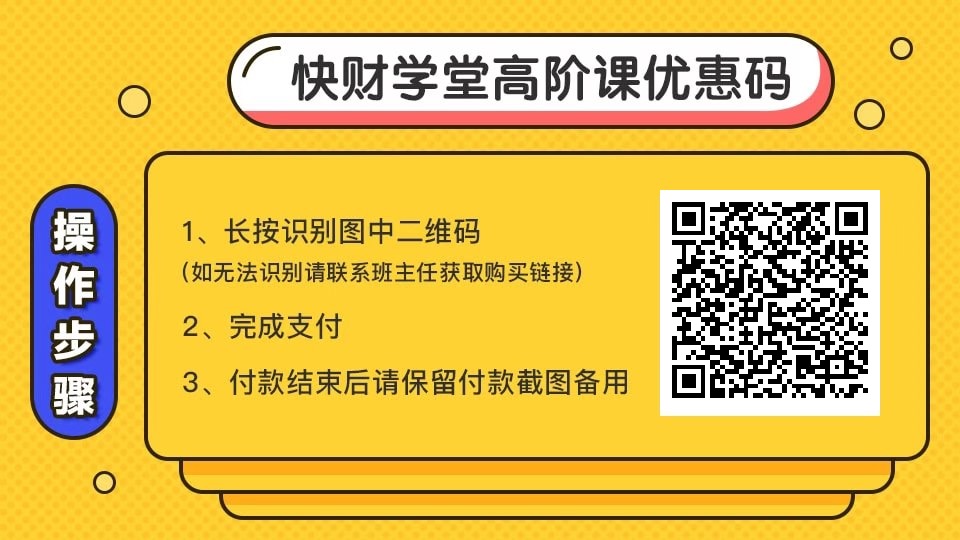 快财学堂高阶课优惠码
操作步骤
1、长按识别图中二维码
（如无法识别请联系班主任获取购买链接）
2、完成支付
3、付款结束后请保留付款截图备用